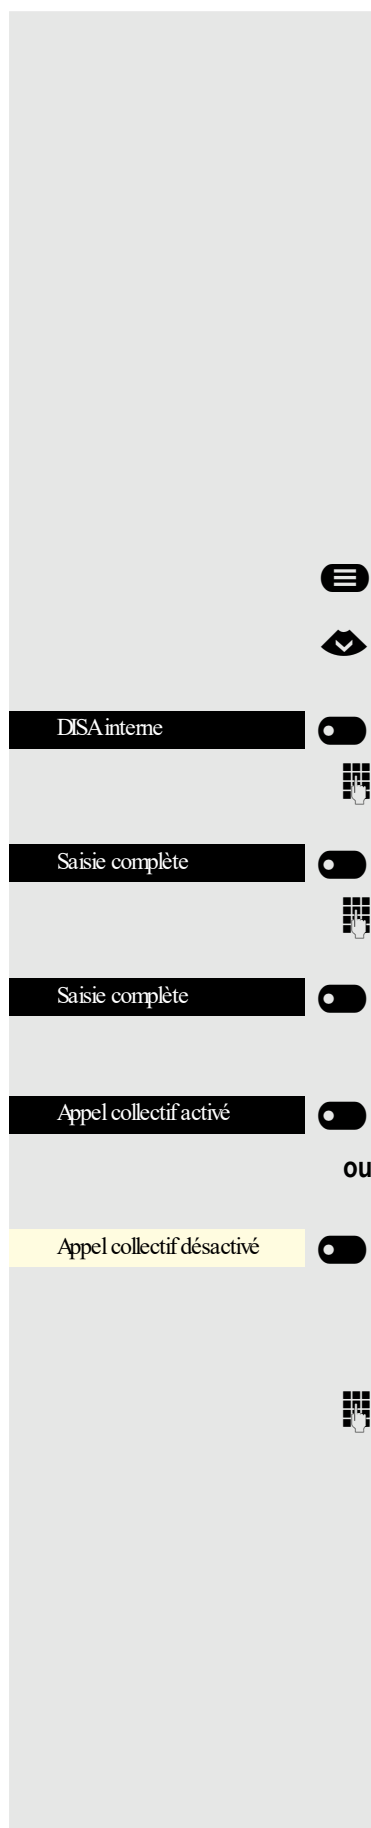 DISA interne
Saisie complète
Saisie complète
Appel collectif activé
ou
Appel collectif désactivé